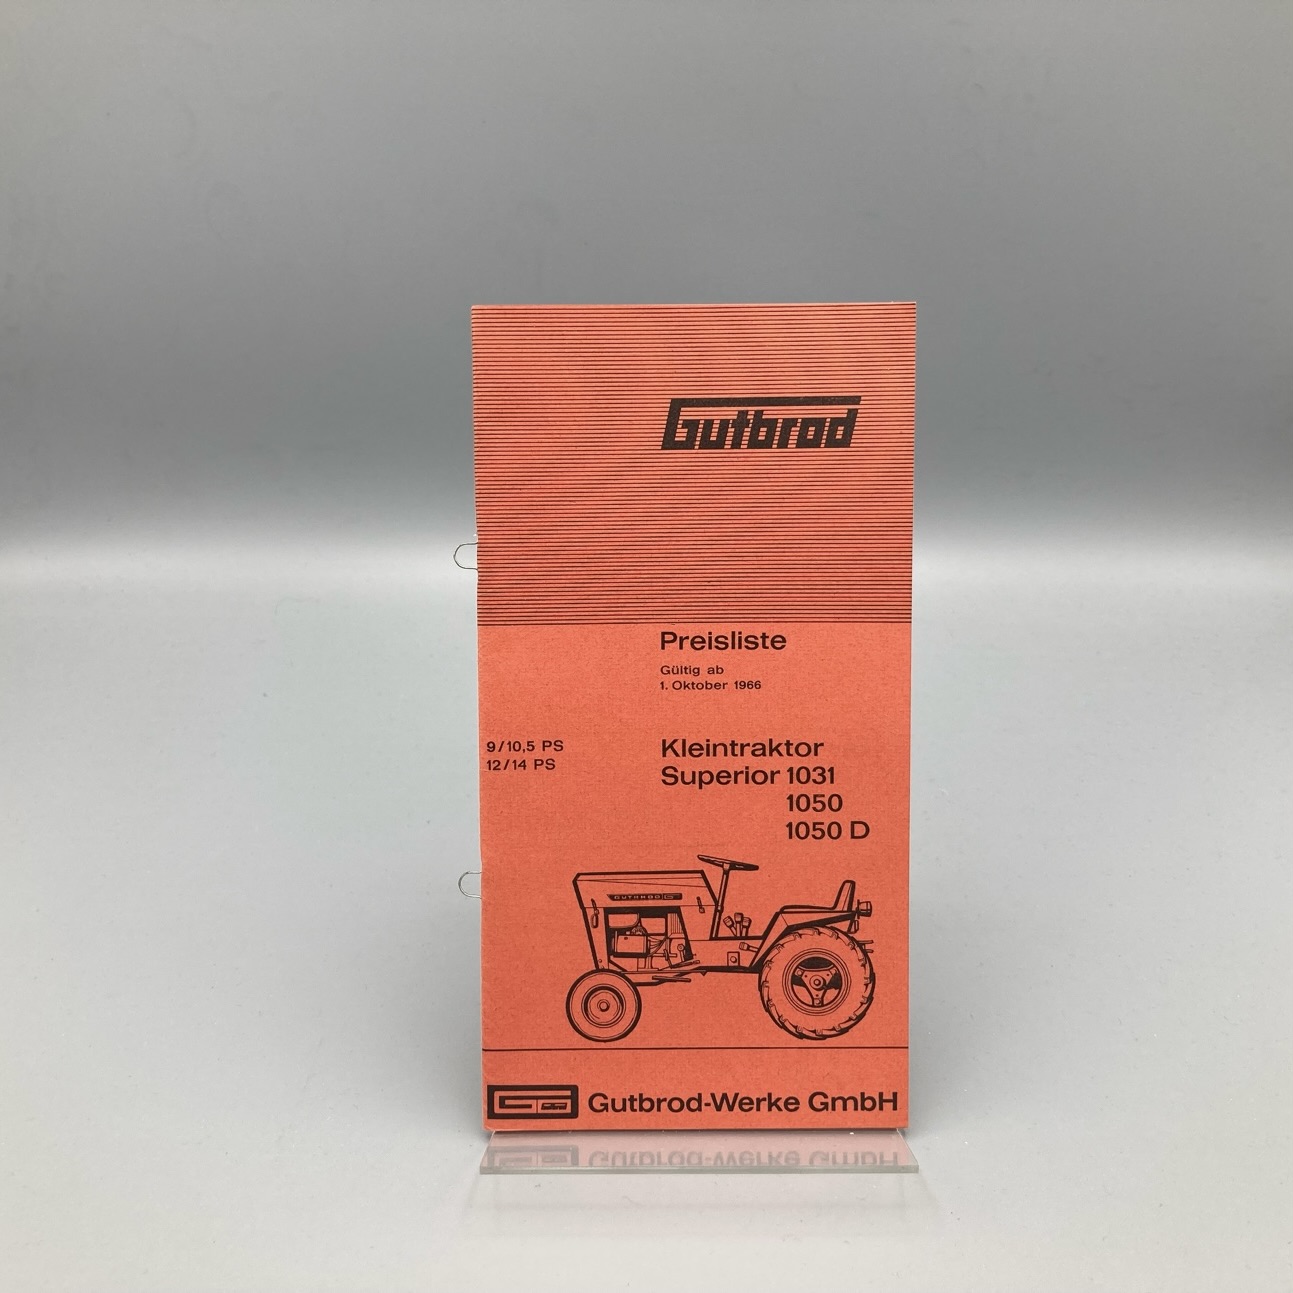 Gutbrod
Preisliste
Gültig ab
1. Oktober 1966
9/10,5 PS
12/14 PS
Kleintraktor
Superior 1031
1050
1050 D
GUTBROD
Gutbrod-Werke GmbH